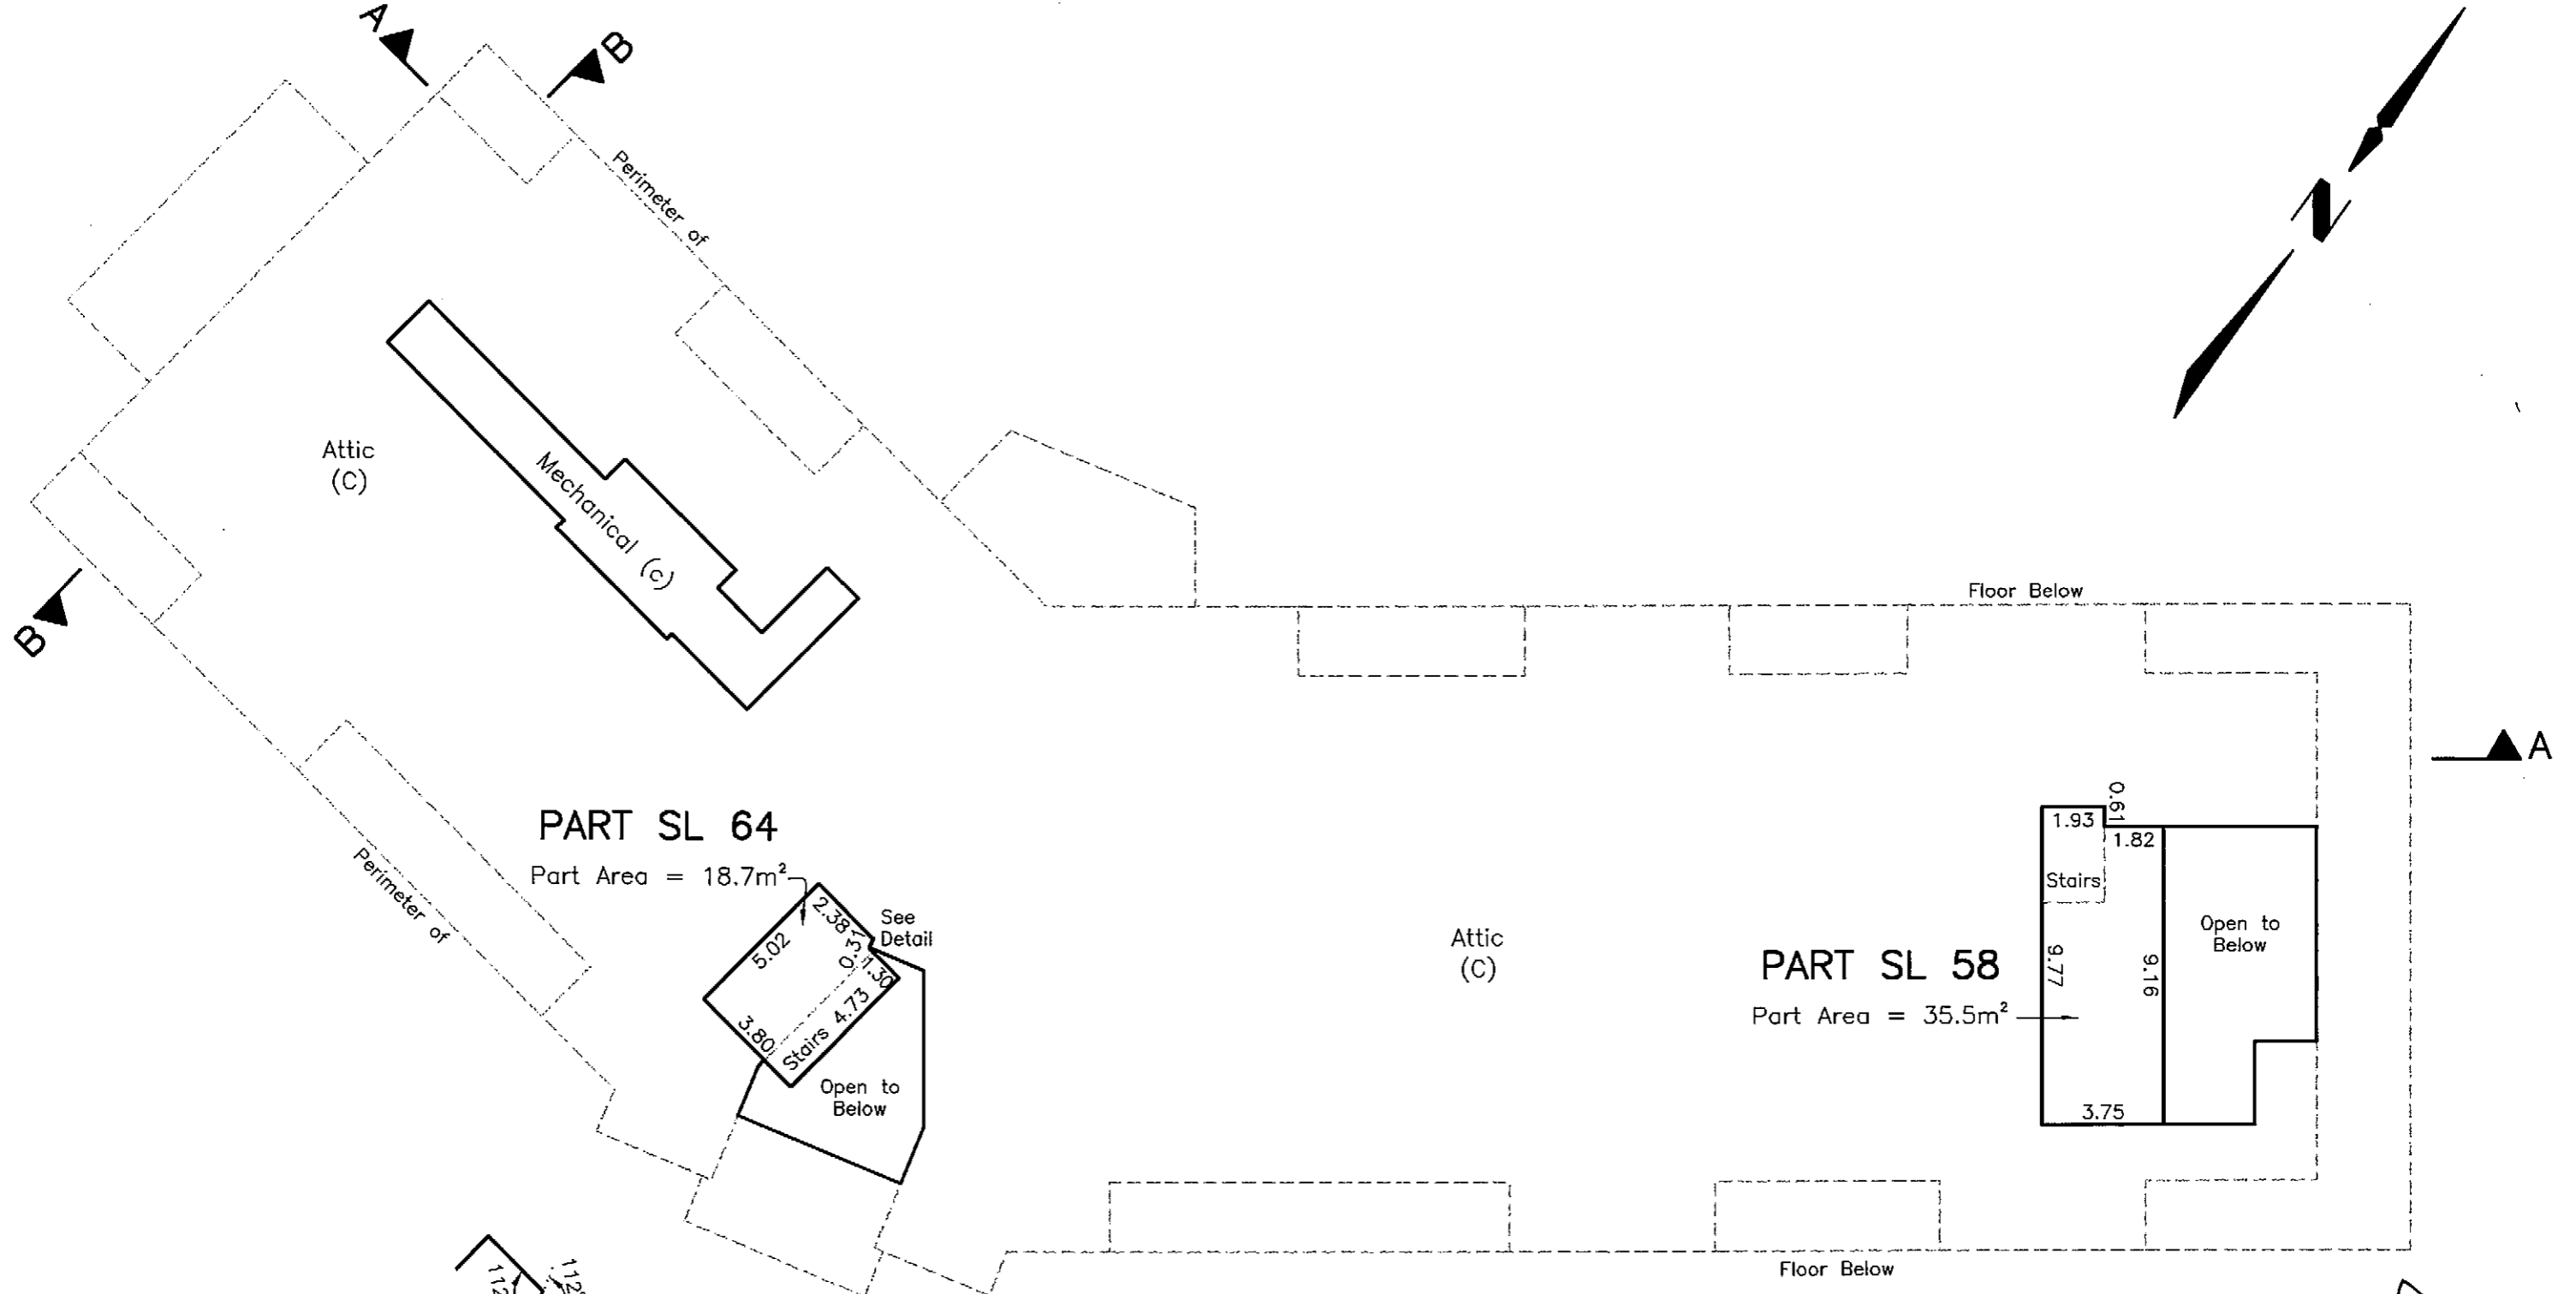 A
B
Perimeter of
N
Attic
(C)
Mechanical (c)
Floor Below
B
A
PART SL 64
Part Area = 18.7m²
2.38
See
Detail
5.02
0.31
1.30
3.80
Stairs 4.73
Open to
Below
Perimeter of
Attic
(C)
0.61
1.93
1.82
Stairs
Open to
Below
PART SL 58
Part Area = 35.5m²
9.77
9.16
3.75
Floor Below